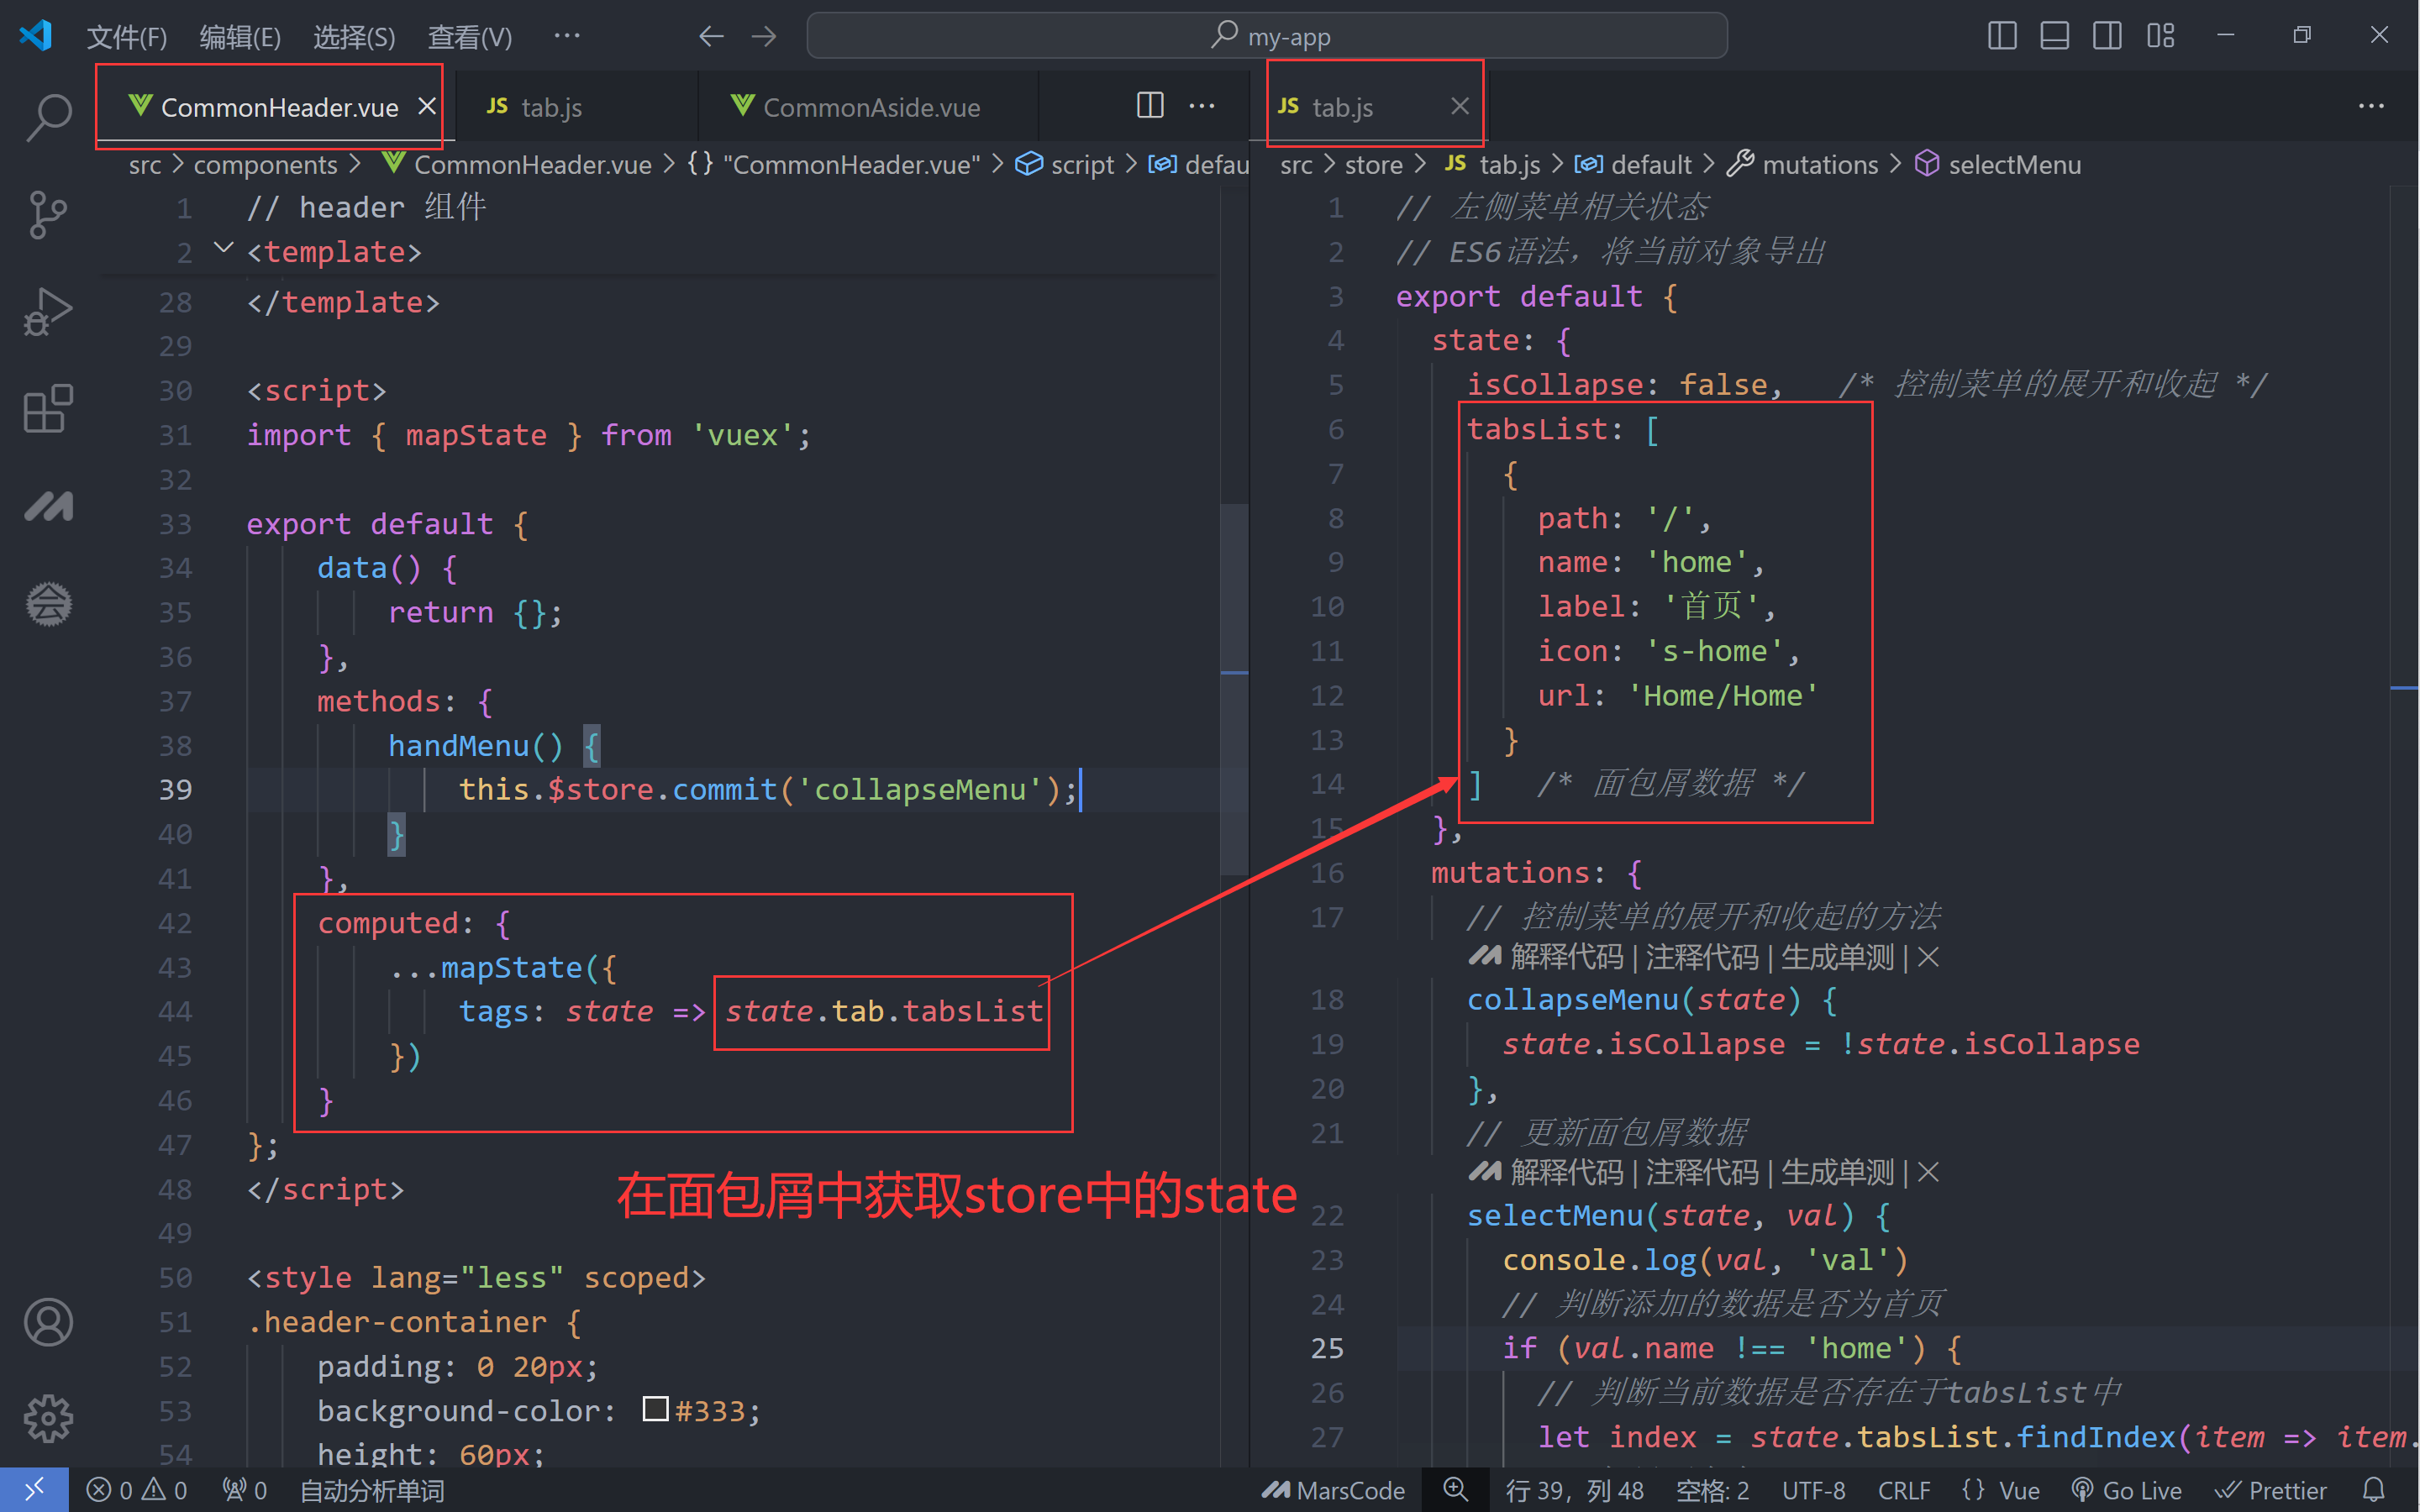 文件(F) 编辑(E) 选择(S) 查看(V) ··· my-app
CommonHeader.vue JS tab.js CommonAside.vue ···
src > components > CommonHeader.vue > {} "CommonHeader.vue" > script > defau
1 // header 组件
2 <template>
28 </template>
29
30 <script>
31 import { mapState } from 'vuex';
32
33 export default {
34 data() {
35 return {};
36 },
37 methods: {
38 handMenu() {
39 this.$store.commit('collapseMenu');
40 }
41 },
42 computed: {
43 ...mapState({
44 tags: state => state.tab.tabsList
45 })
46 }
47 };
48 </script>
49
50 <style lang="less" scoped>
51 .header-container {
52 padding: 0 20px;
53 background-color: #333;
54 height: 60px;
在面包屑中获取store中的state
JS tab.js ···
src > store > JS tab.js > default > mutations > selectMenu
1 // 左侧菜单相关状态
2 // ES6语法，将当前对象导出
3 export default {
4 state: {
5 isCollapse: false, /* 控制菜单的展开和收起 */
6 tabsList: [
7 {
8 path: '/',
9 name: 'home',
10 label: '首页',
11 icon: 's-home',
12 url: 'Home/Home'
13 }
14 ] /* 面包屑数据 */
15 },
16 mutations: {
17 // 控制菜单的展开和收起的方法
解释代码 | 注释代码 | 生成单测 |
18 collapseMenu(state) {
19 state.isCollapse = !state.isCollapse
20 },
21 // 更新面包屑数据
解释代码 | 注释代码 | 生成单测 |
22 selectMenu(state, val) {
23 console.log(val, 'val')
24 // 判断添加的数据是否为首页
25 if (val.name !== 'home') {
26 // 判断当前数据是否存在于tabsList中
27 let index = state.tabsList.findIndex(item => item.
0 0 0 自动分析单词 MarsCode 行 39，列 48 空格: 2 UTF-8 CRLF {} Vue Go Live Prettier